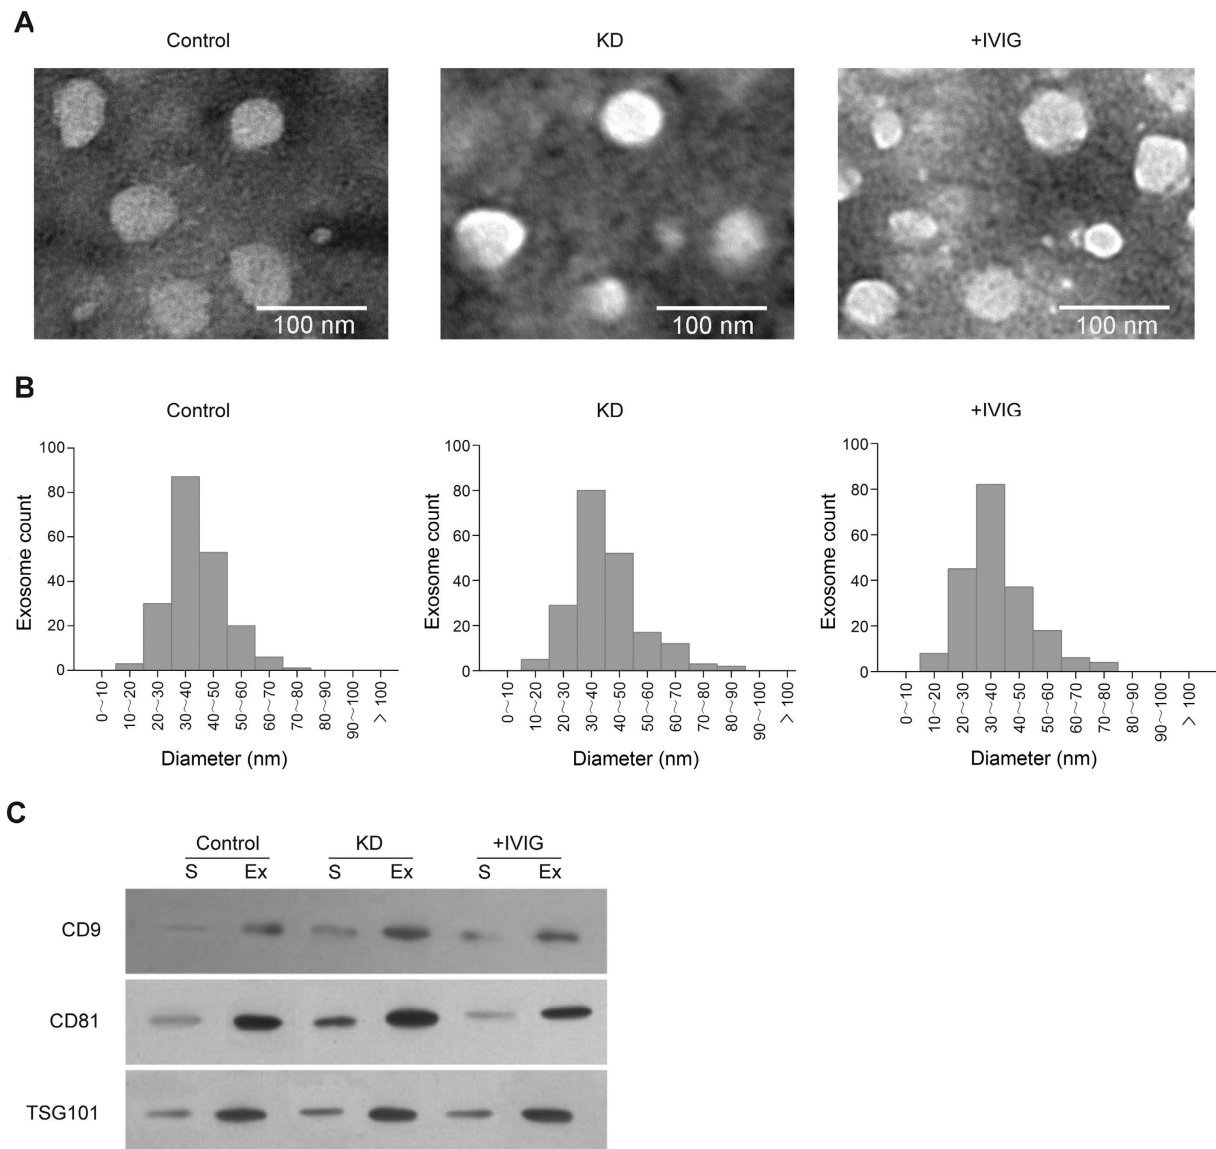 A
Control KD +IVIG
100 nm 100 nm 100 nm
B
Control KD +IVIG
Exosome count
100
80
60
40
20
0
0~10 10~20 20~30 30~40 40~50 50~60 60~70 70~80 80~90 90~100 > 100
Diameter (nm)
Exosome count
100
80
60
40
20
0
0~10 10~20 20~30 30~40 40~50 50~60 60~70 70~80 80~90 90~100 > 100
Diameter (nm)
Exosome count
100
80
60
40
20
0
0~10 10~20 20~30 30~40 40~50 50~60 60~70 70~80 80~90 90~100 > 100
Diameter (nm)
C
Control KD +IVIG
S Ex S Ex S Ex
CD9
CD81
TSG101